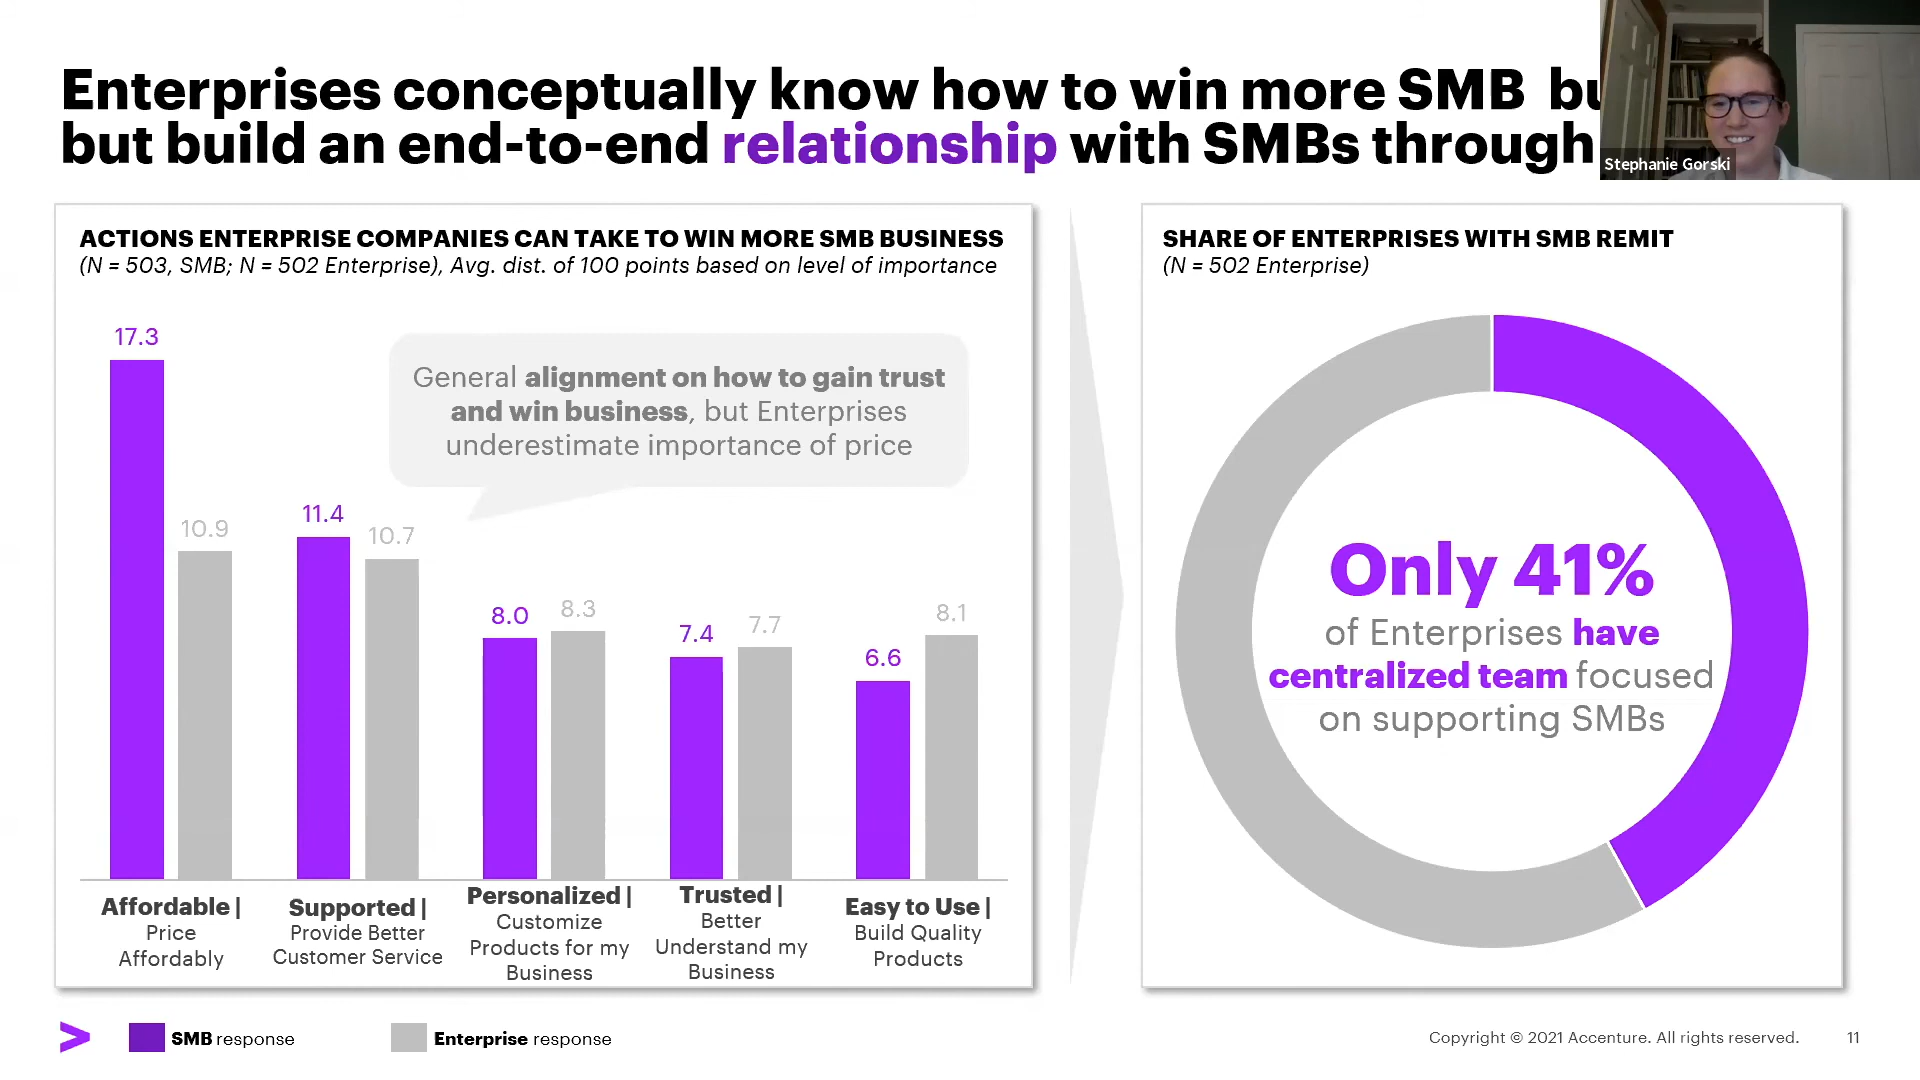 Enterprises conceptually know how to win more SMB
but build an end-to-end relationship with SMBs through
Stephanie Gorski
ACTIONS ENTERPRISE COMPANIES CAN TAKE TO WIN MORE SMB BUSINESS
(N = 503, SMB; N = 502 Enterprise), Avg. dist. of 100 points based on level of importance
General alignment on how to gain trust
and win business, but Enterprises
underestimate importance of price
17.3
10.9
11.4
10.7
8.0
8.3
7.4
7.7
6.6
8.1
Affordable |
Price
Affordably
Supported |
Provide Better
Customer Service
Personalized |
Customize
Products for my
Business
Trusted |
Better
Understand my
Business
Easy to Use |
Build Quality
Products
SHARE OF ENTERPRISES WITH SMB REMIT
(N = 502 Enterprise)
Only 41%
of Enterprises have
centralized team focused
on supporting SMBs
SMB response
Enterprise response
Copyright © 2021 Accenture. All rights reserved.
11